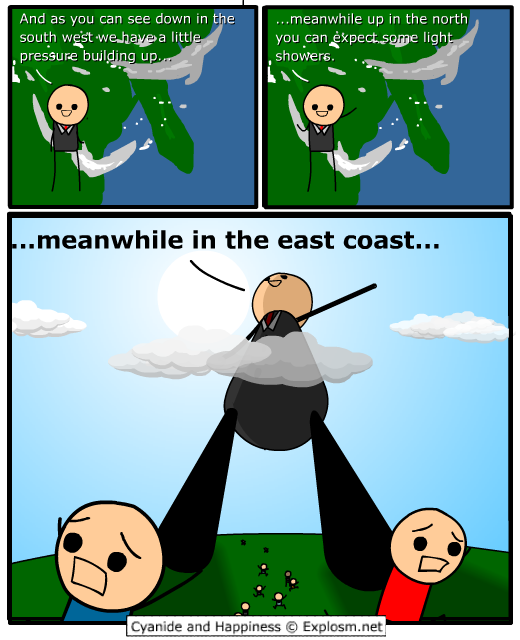 And as you can see down in the
south west we have a little
pressure building up...
...meanwhile up in the north
you can expect some light
showers.
...meanwhile in the east coast...
Cyanide and Happiness © Explosm.net